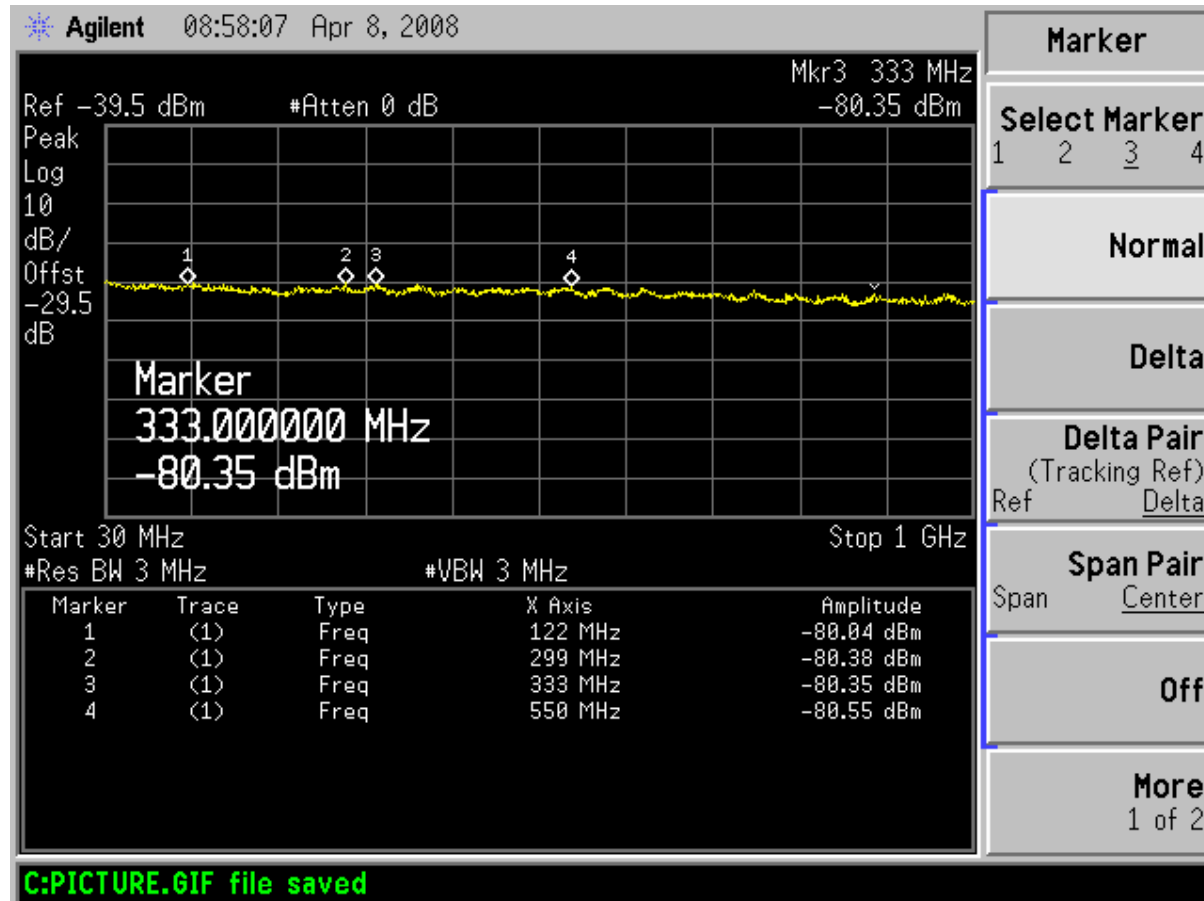 Agilent 08:58:07 Apr 8, 2008
Mkr3 333 MHz
Ref -39.5 dBm #Atten 0 dB -80.35 dBm
Peak
Log
10
dB/
Offst
-29.5
dB
1 2 3 4
Marker
333.000000 MHz
-80.35 dBm
Start 30 MHz Stop 1 GHz
#Res BW 3 MHz #VBW 3 MHz
Marker Trace Type X Axis Amplitude
1 (1) Freq 122 MHz -80.04 dBm
2 (1) Freq 299 MHz -80.38 dBm
3 (1) Freq 333 MHz -80.35 dBm
4 (1) Freq 550 MHz -80.55 dBm
C:PICTURE.GIF file saved
Marker
Select Marker
1 2 3 4
Normal
Delta
Delta Pair
(Tracking Ref)
Ref Delta
Span Pair
Span Center
Off
More
1 of 2